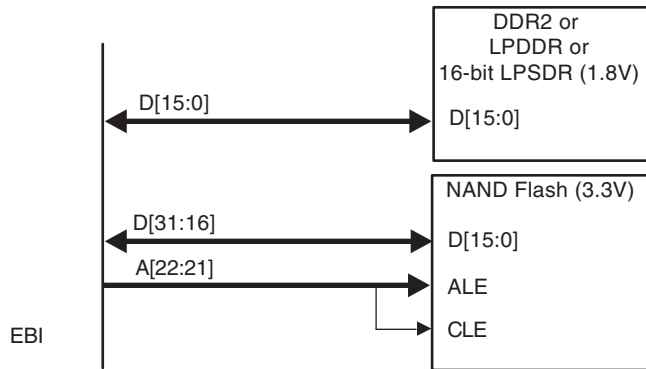 DDR2 or
LPDDR or
16-bit LPSDR (1.8V)
D[15:0]
D[15:0]
NAND Flash (3.3V)
D[31:16]
D[15:0]
A[22:21]
ALE
CLE
EBI